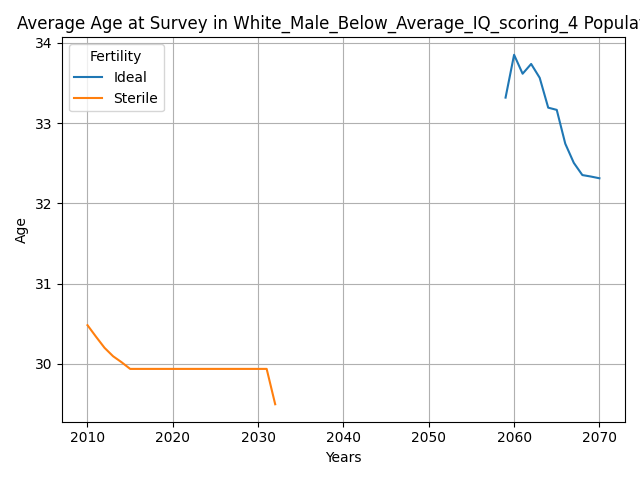 Average Age at Survey in White_Male_Below_Average_IQ_scoring_4 Popula
Fertility
Ideal
Sterile
34
33
32
31
30
Age
2010 2020 2030 2040 2050 2060 2070
Years